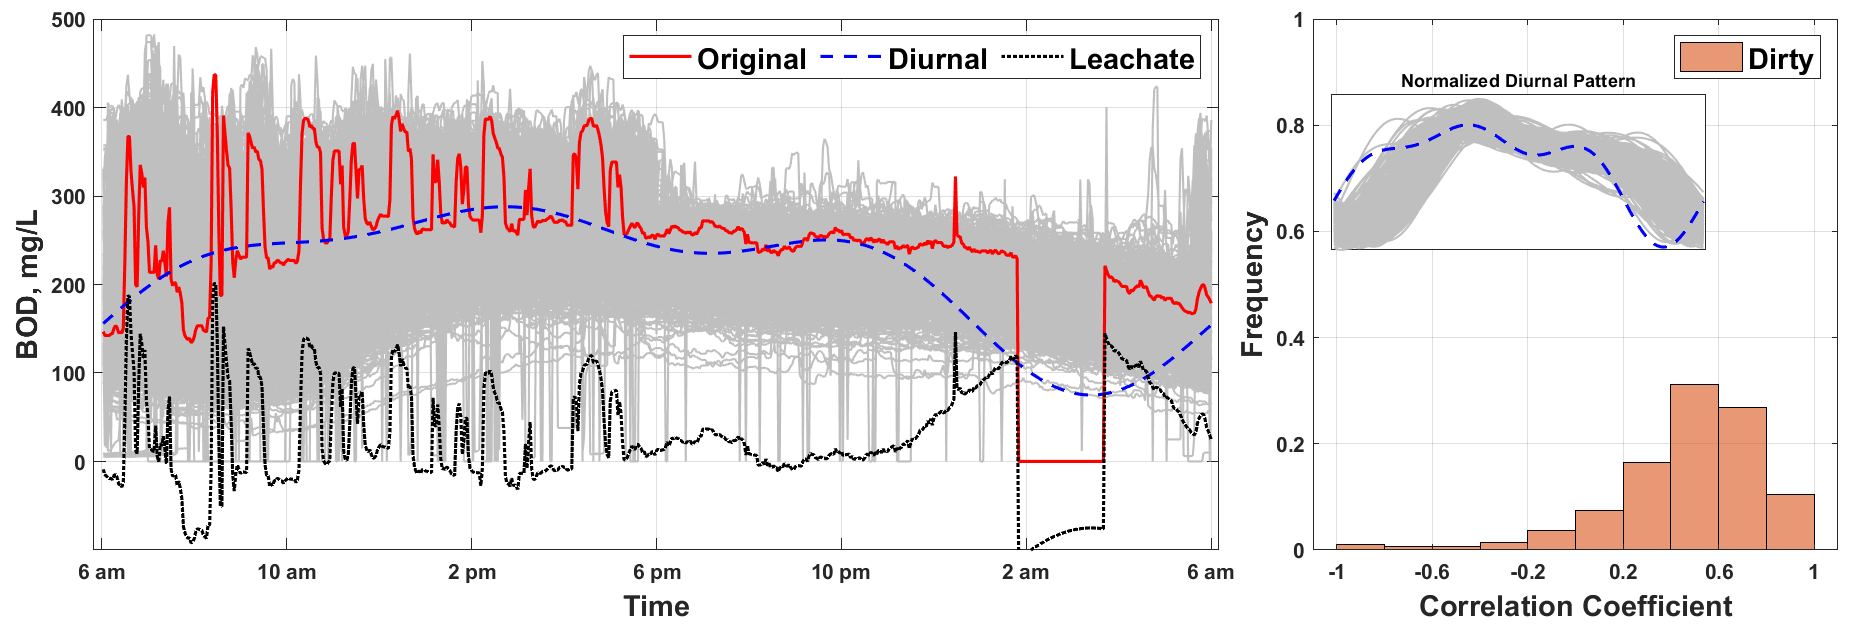 500
400
300
200
100
0
BOD, mg/L
Original
Diurnal
Leachate
6 am
10 am
2 pm
6 pm
10 pm
2 am
6 am
Time
1
0.8
0.6
0.4
0.2
0
Frequency
Dirty
Normalized Diurnal Pattern
-1
-0.6
-0.2
0.2
0.6
1
Correlation Coefficient